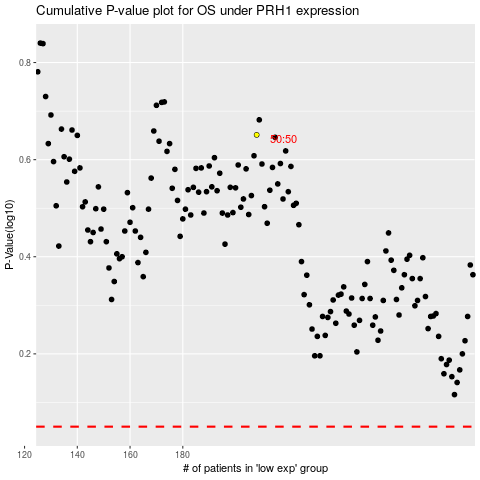 Cumulative P-value plot for OS under PRH1 expression
P-Value(log10)
0.8
0.6
0.4
0.2
50:50
120 140 160 180
# of patients in 'low exp' group